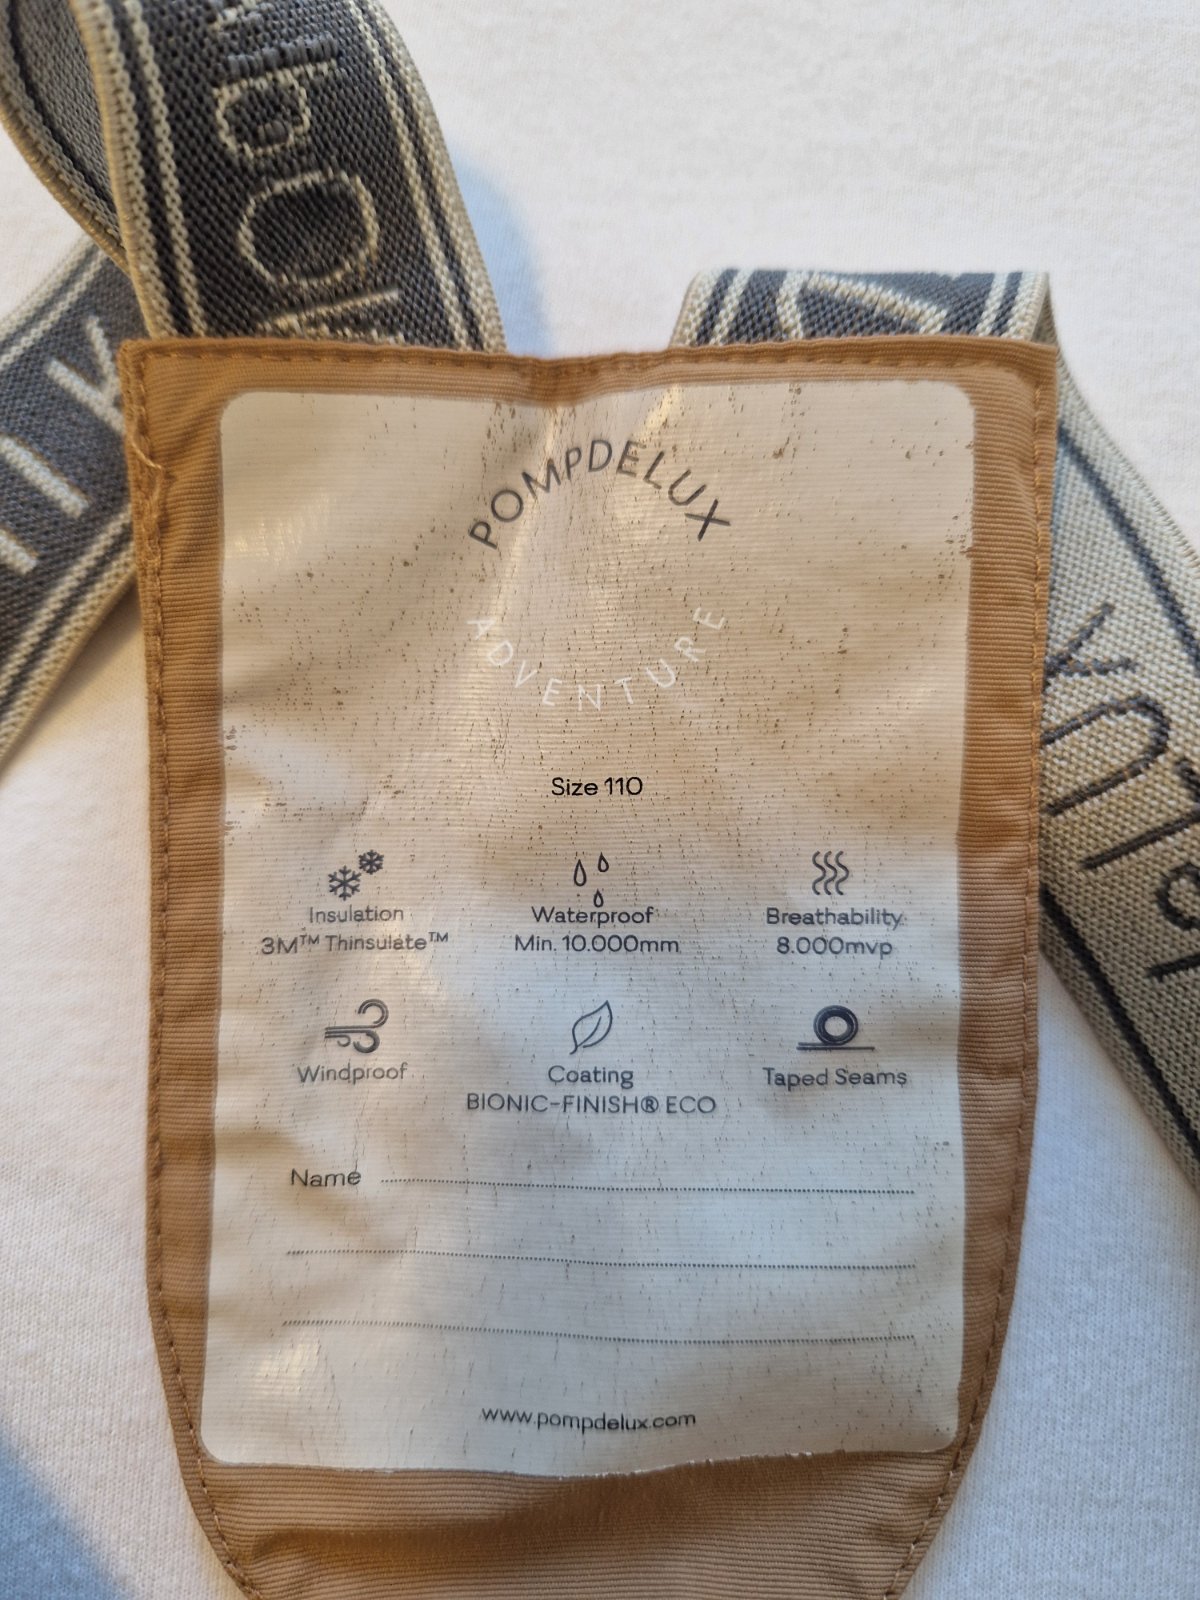 POMPDELUX
ADVENTURE
Size 110
Insulation
3M™ Thinsulate™
Waterproof
Min. 10.000mm
Breathability
8.000mvp
Windproof
Coating
BIONIC-FINISH® ECO
Taped Seams
Name
www.pompdelux.com